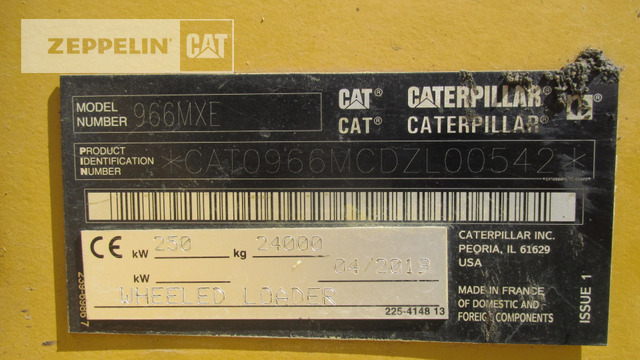 ZEPPELIN CAT
MODEL NUMBER 966MXE
CAT CATERPILLAR
CAT® CATERPILLAR®
PRODUCT IDENTIFICATION NUMBER *CAT0966MCDZL00542*
CE kW 250 kg 24000
kW 04/2013
WHEELED LOADER
225-4148 13
CATERPILLAR INC.
PEORIA, IL 61629
USA
MADE IN FRANCE
OF DOMESTIC AND
FOREIGN COMPONENTS
ISSUE 1